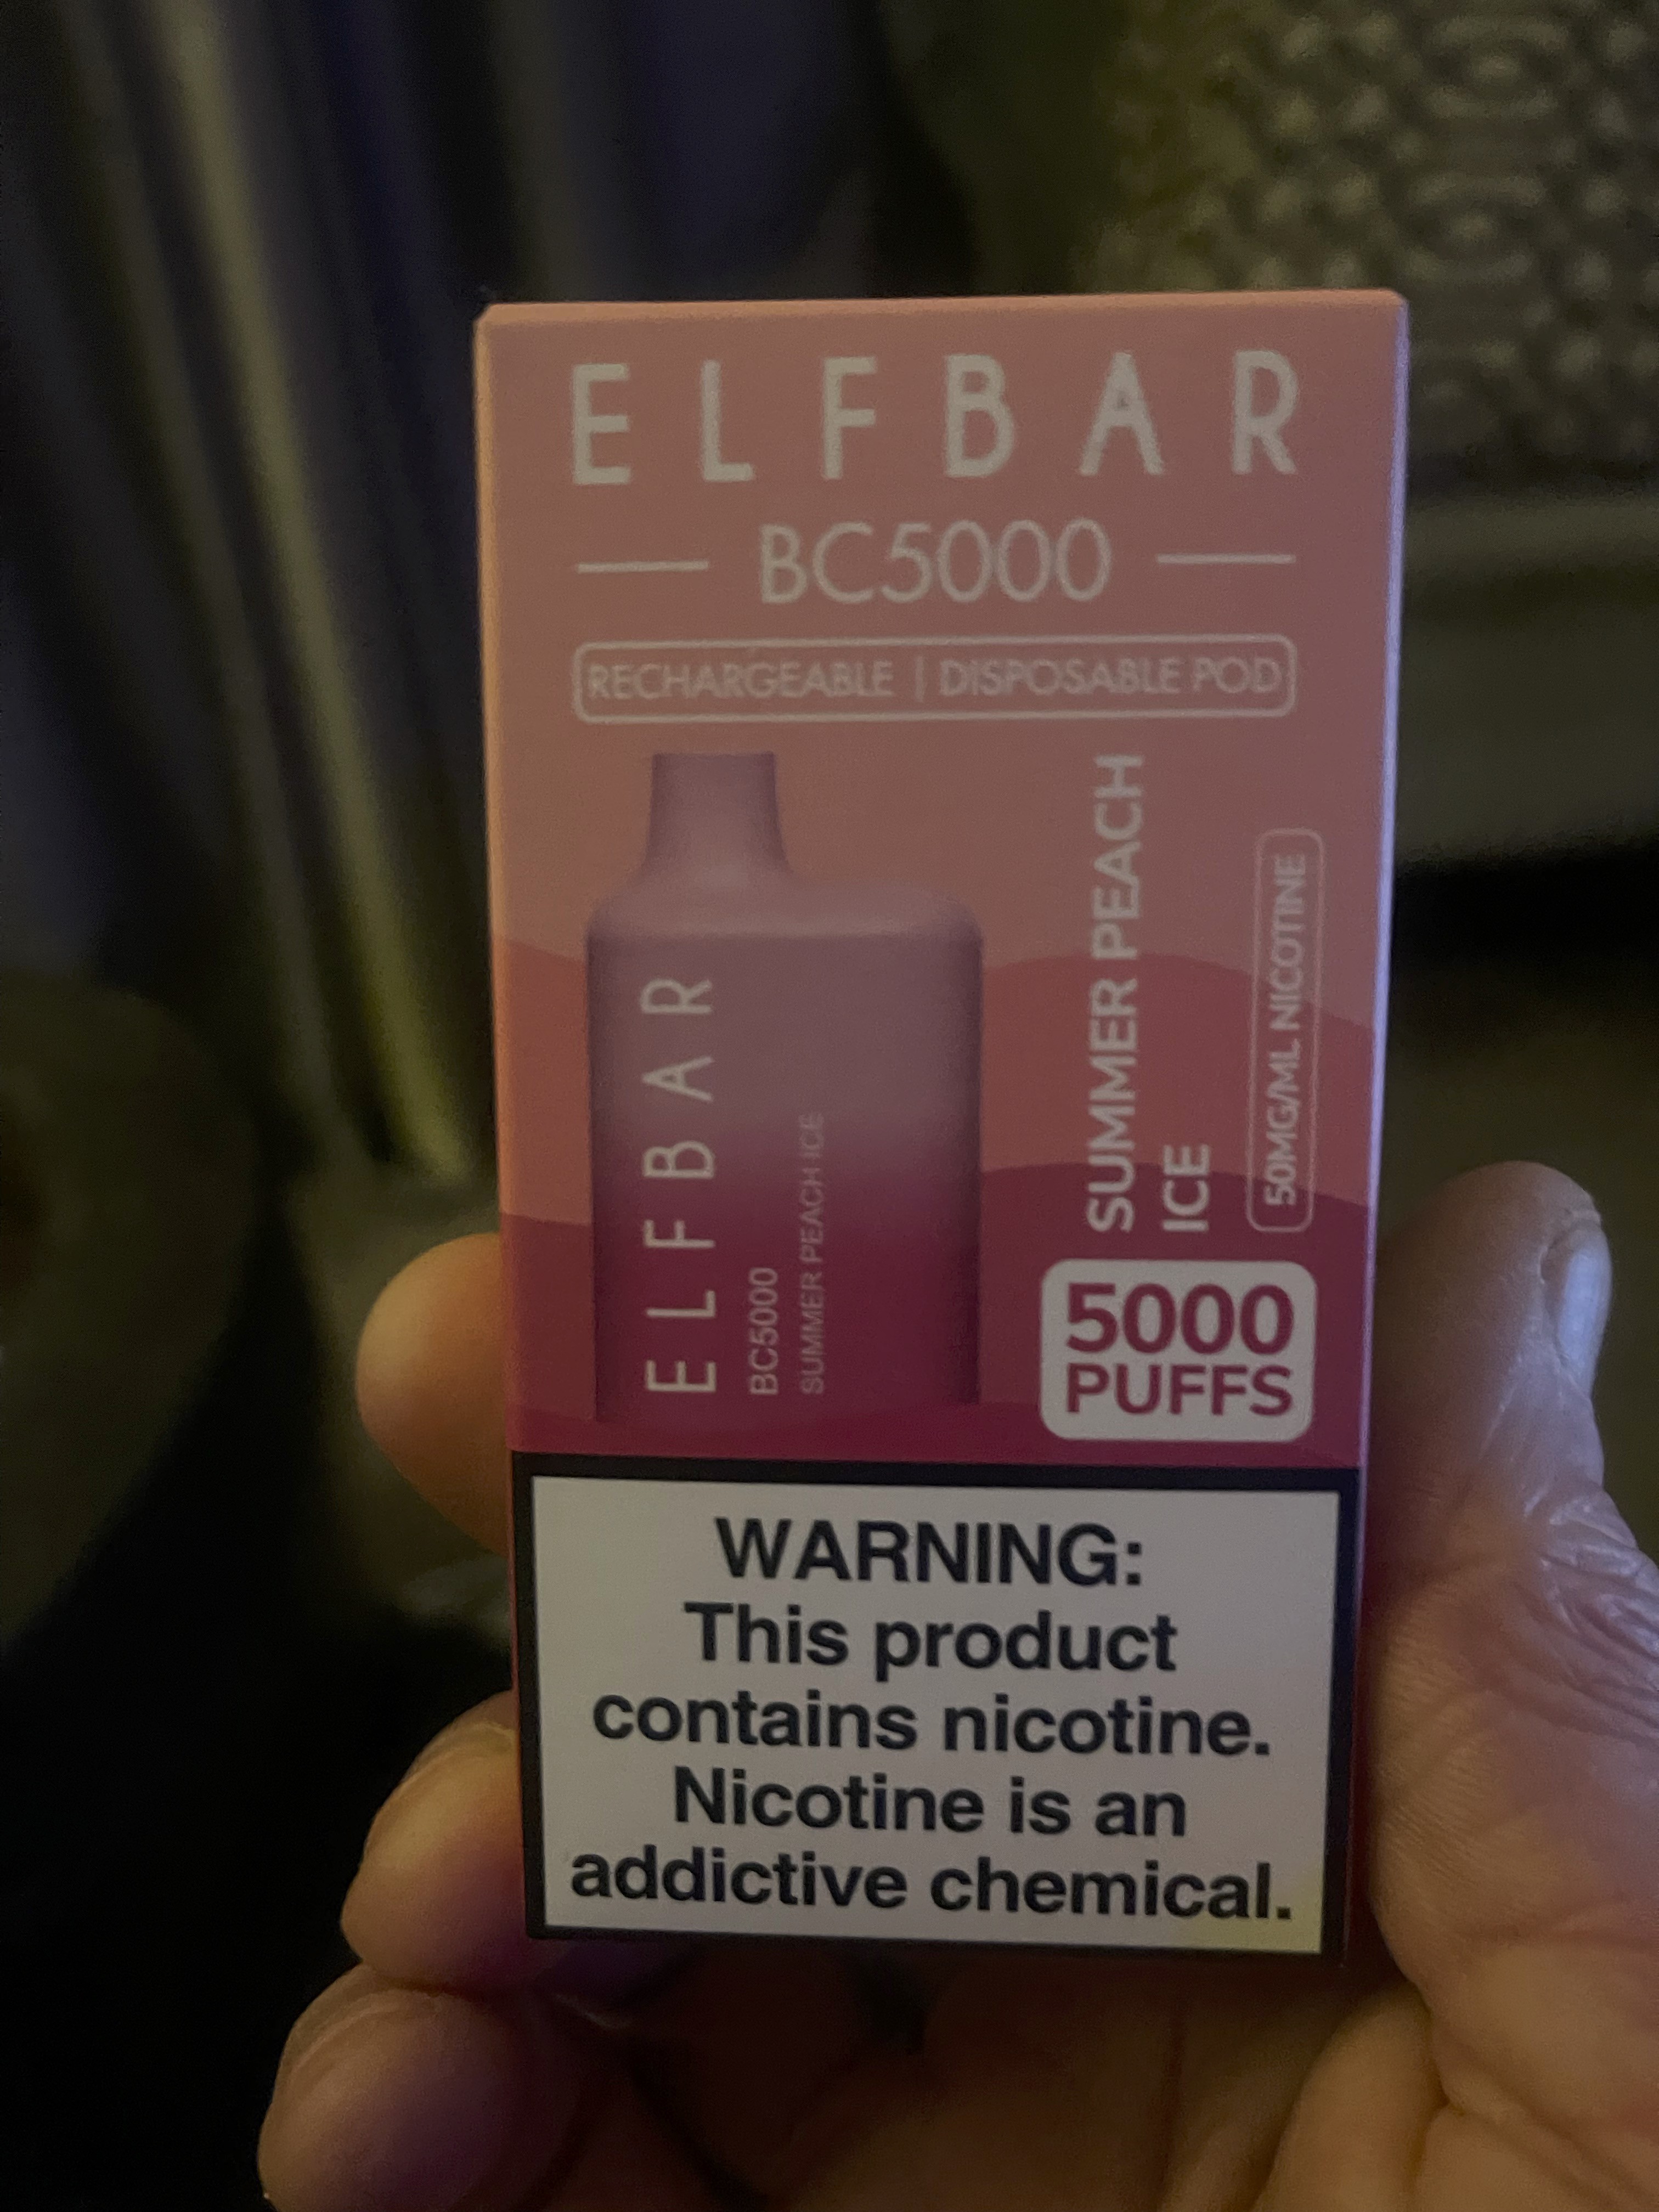 ELFBAR
BC5000
RECHARGEABLE | DISPOSABLE POD
ELFBAR
BC5000
SUMMER PEACH ICE
SUMMER PEACH
ICE
50MG/ML NICOTINE
5000
PUFFS
WARNING:
This product
contains nicotine.
Nicotine is an
addictive chemical.